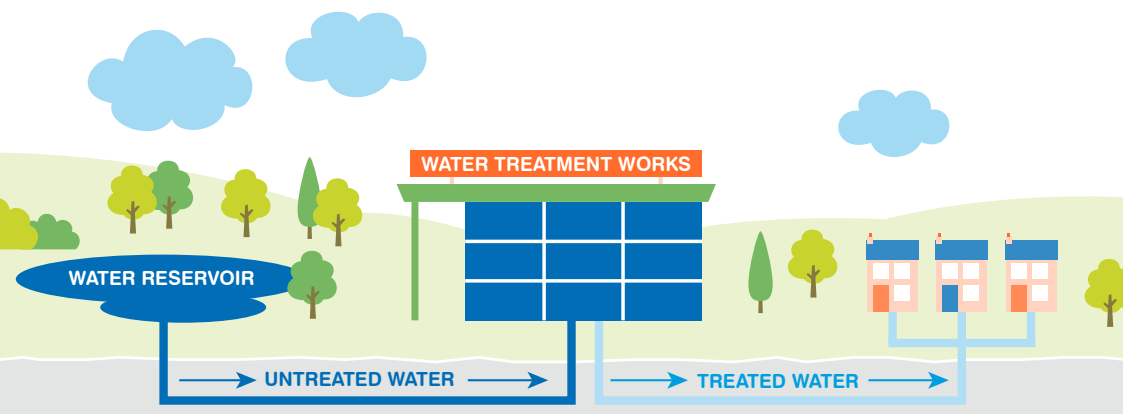 WATER TREATMENT WORKS
WATER RESERVOIR
UNTREATED WATER
TREATED WATER